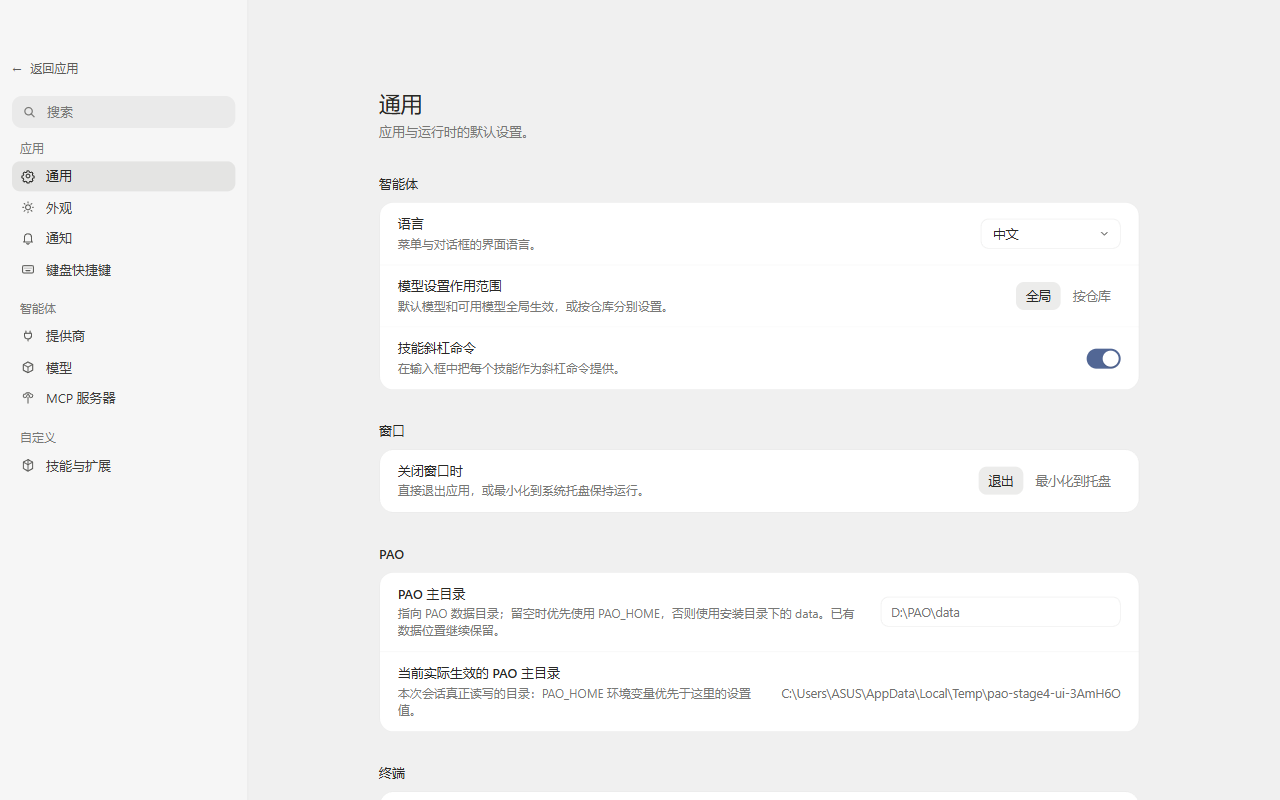 ← 返回应用
搜索
应用
通用
外观
通知
键盘快捷键
智能体
提供商
模型
MCP 服务器
自定义
技能与扩展
通用
应用与运行时的默认设置。
智能体
语言
菜单与对话框的界面语言。
中文
模型设置作用范围
默认模型和可用模型全局生效，或按仓库分别设置。
全局 按仓库
技能斜杠命令
在输入框中把每个技能作为斜杠命令提供。
窗口
关闭窗口时
直接退出应用，或最小化到系统托盘保持运行。
退出 最小化到托盘
PAO
PAO 主目录
指向 PAO 数据目录；留空时优先使用 PAO_HOME，否则使用安装目录下的 data。已有
数据位置继续保留。
D:\PAO\data
当前实际生效的 PAO 主目录
本次会话真正读写的目录：PAO_HOME 环境变量优先于这里的设置
值。
C:\Users\ASUS\AppData\Local\Temp\pao-stage4-ui-3AmH6O
终端